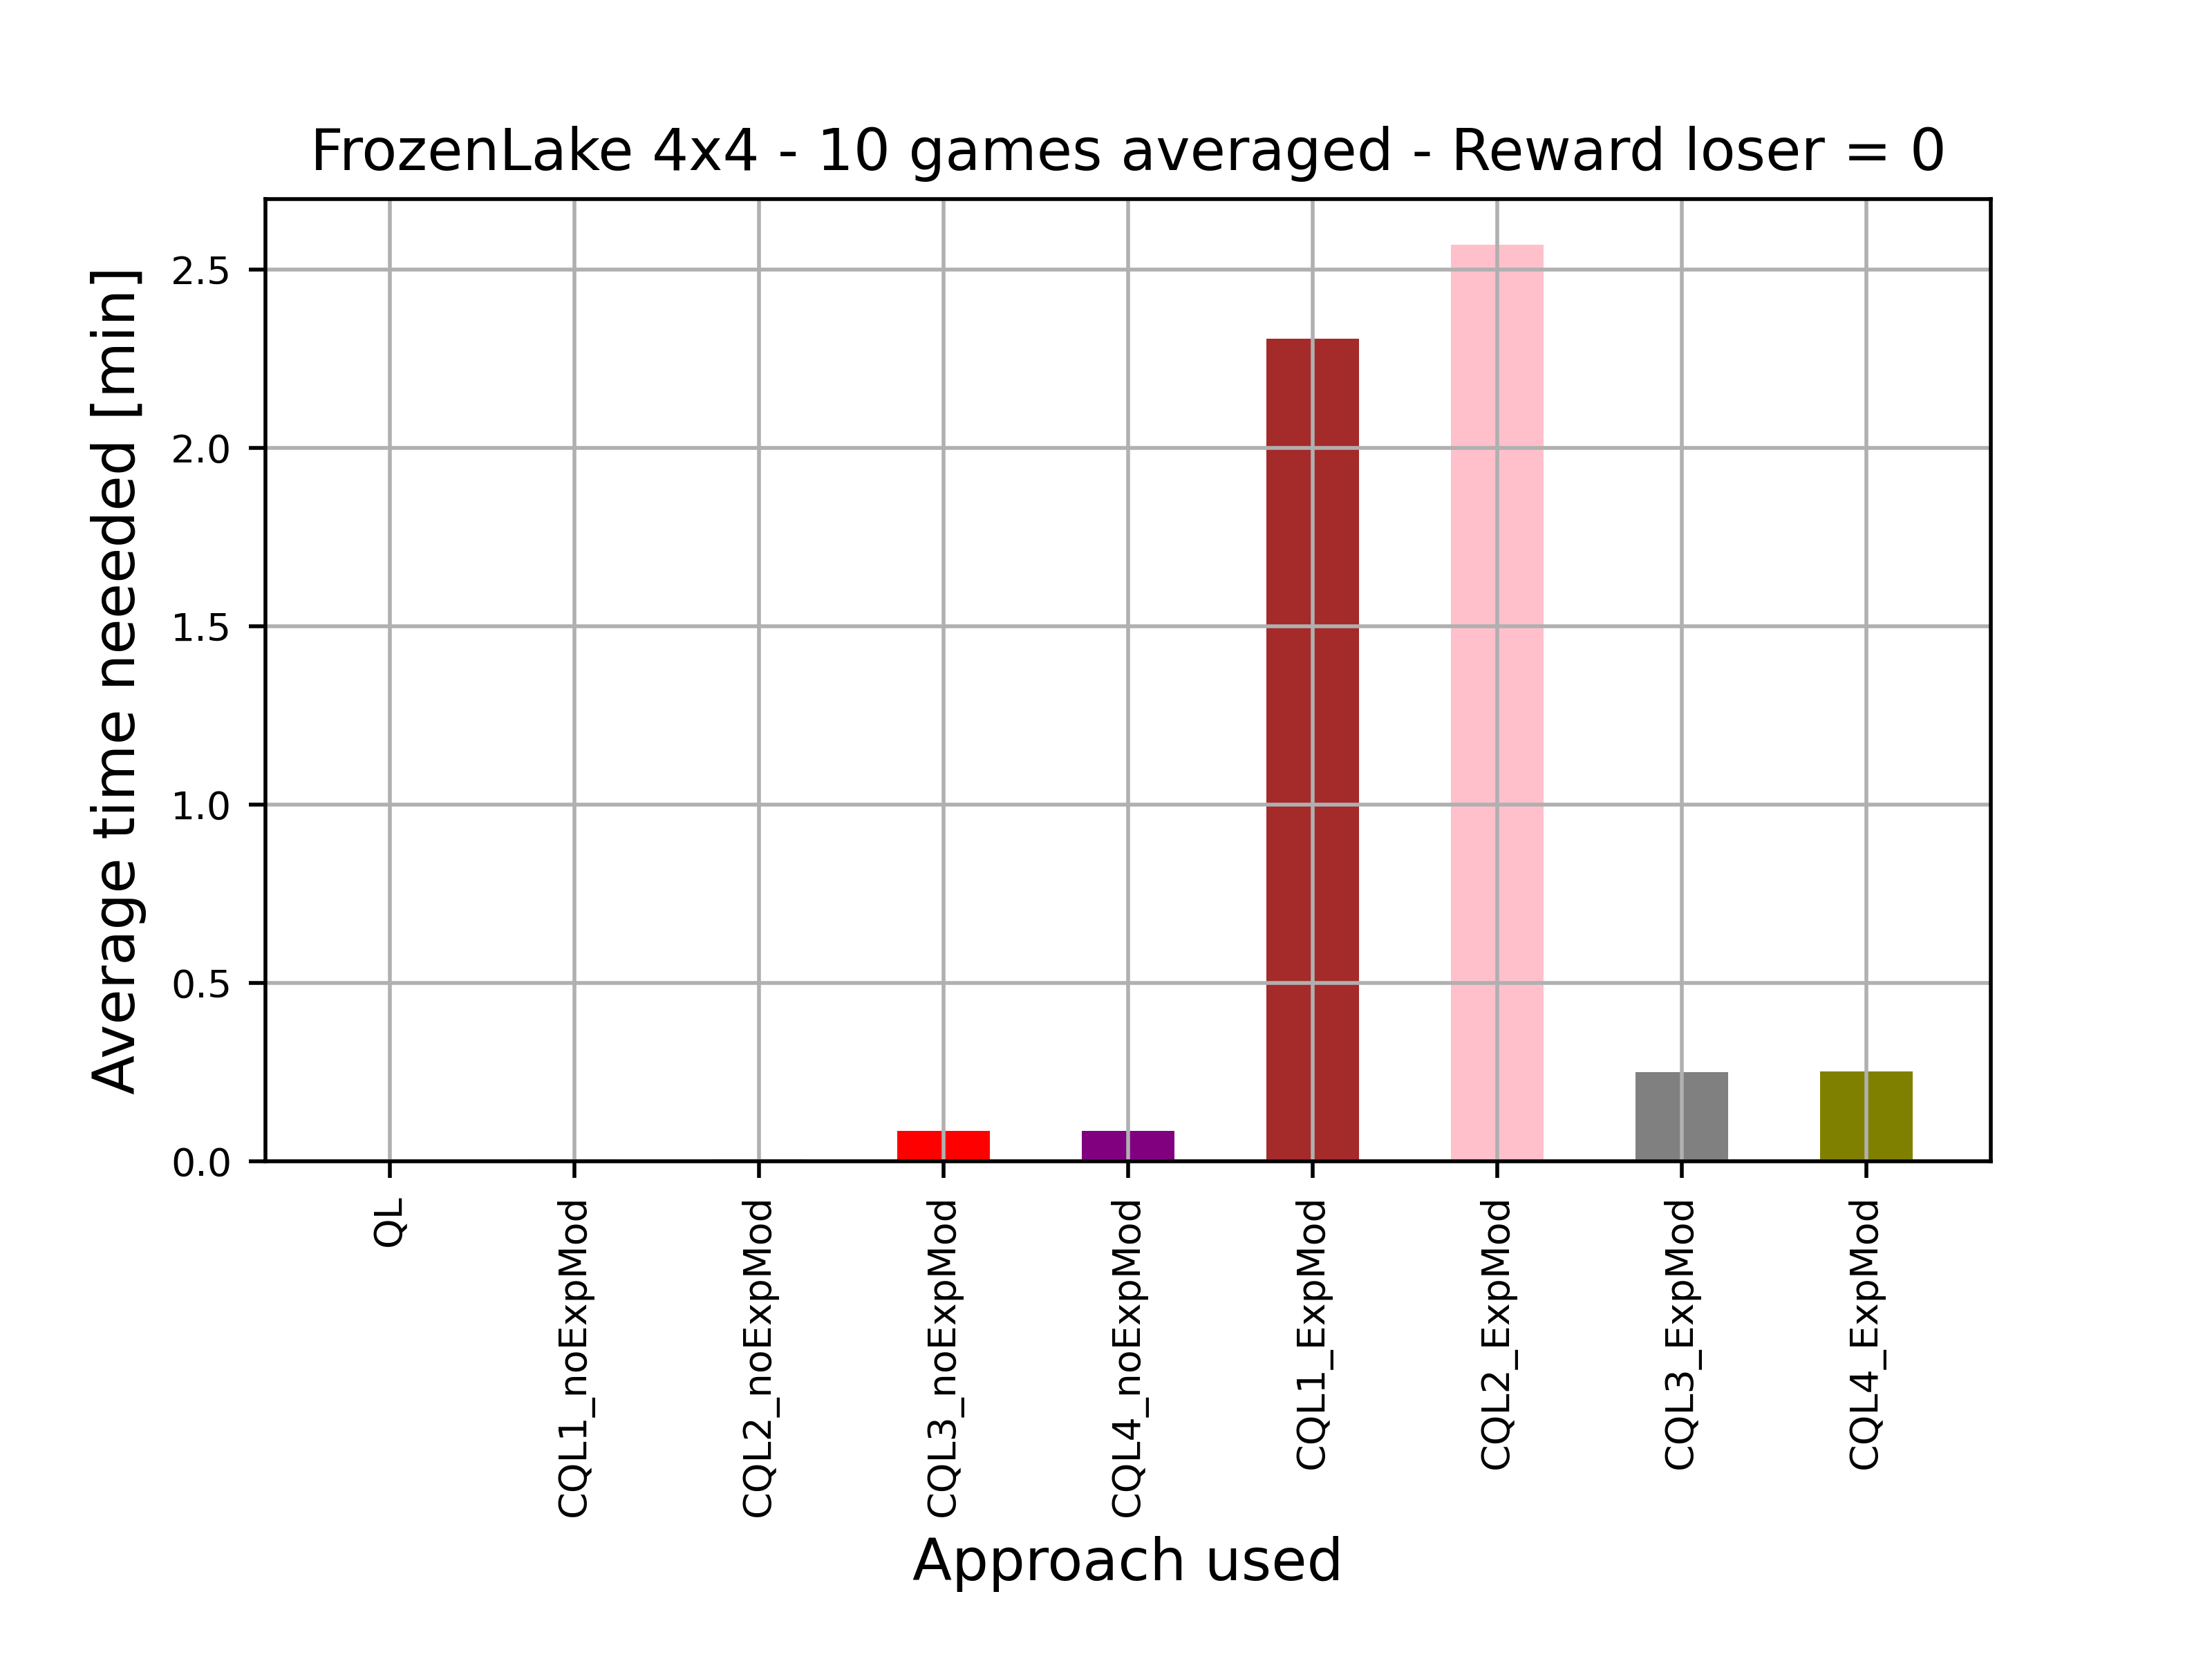 FrozenLake 4x4 - 10 games averaged - Reward loser = 0
Average time needed [min]
2.5
2.0
1.5
1.0
0.5
0.0
QL
CQL1_noExpMod
CQL2_noExpMod
CQL3_noExpMod
CQL4_noExpMod
CQL1_ExpMod
CQL2_ExpMod
CQL3_ExpMod
CQL4_ExpMod
Approach used